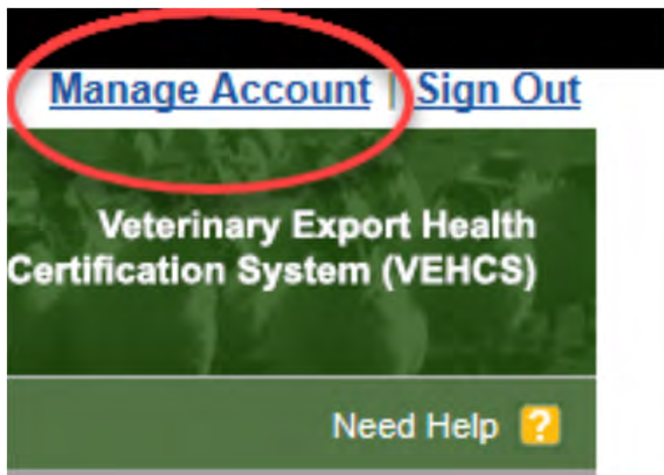 Manage Account | Sign Out
Veterinary Export Health
Certification System (VEHCS)
Need Help ?